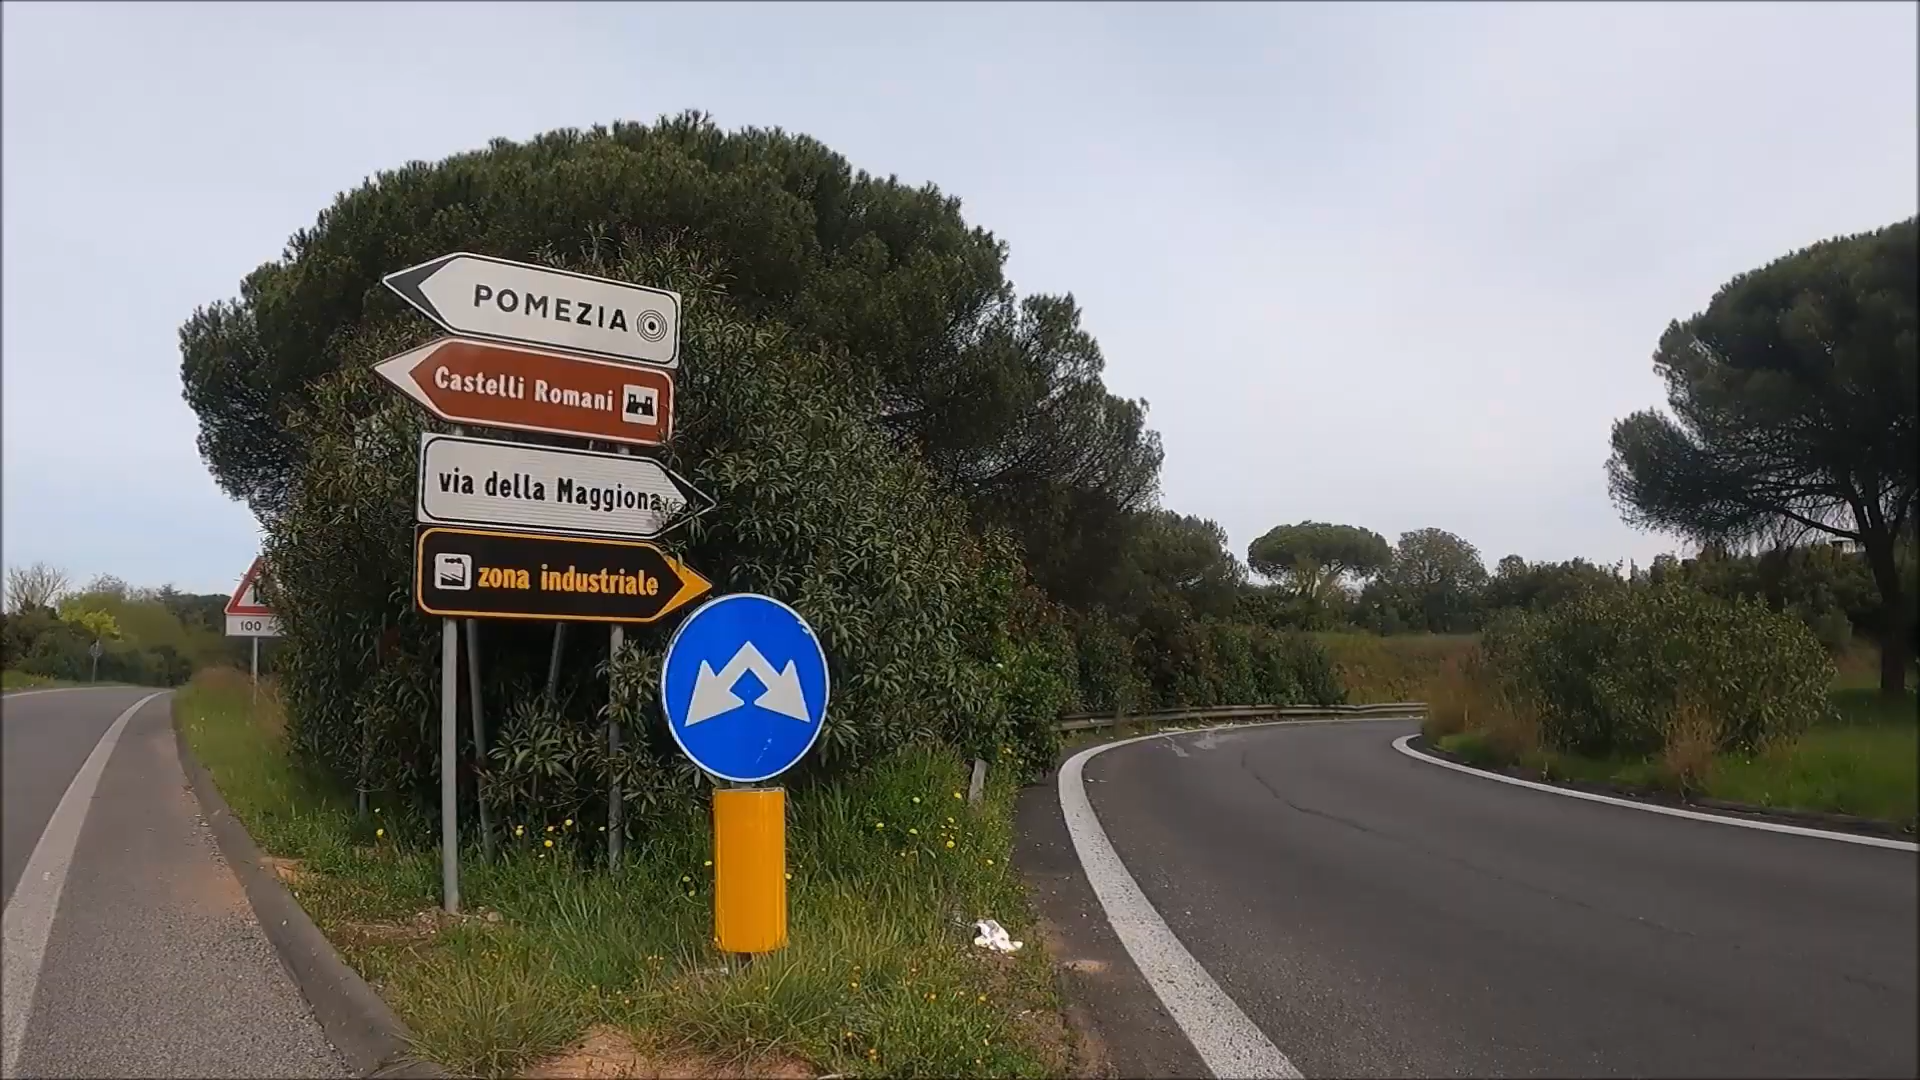 POMEZIA
Castelli Romani
via della Maggiona
zona industriale
100